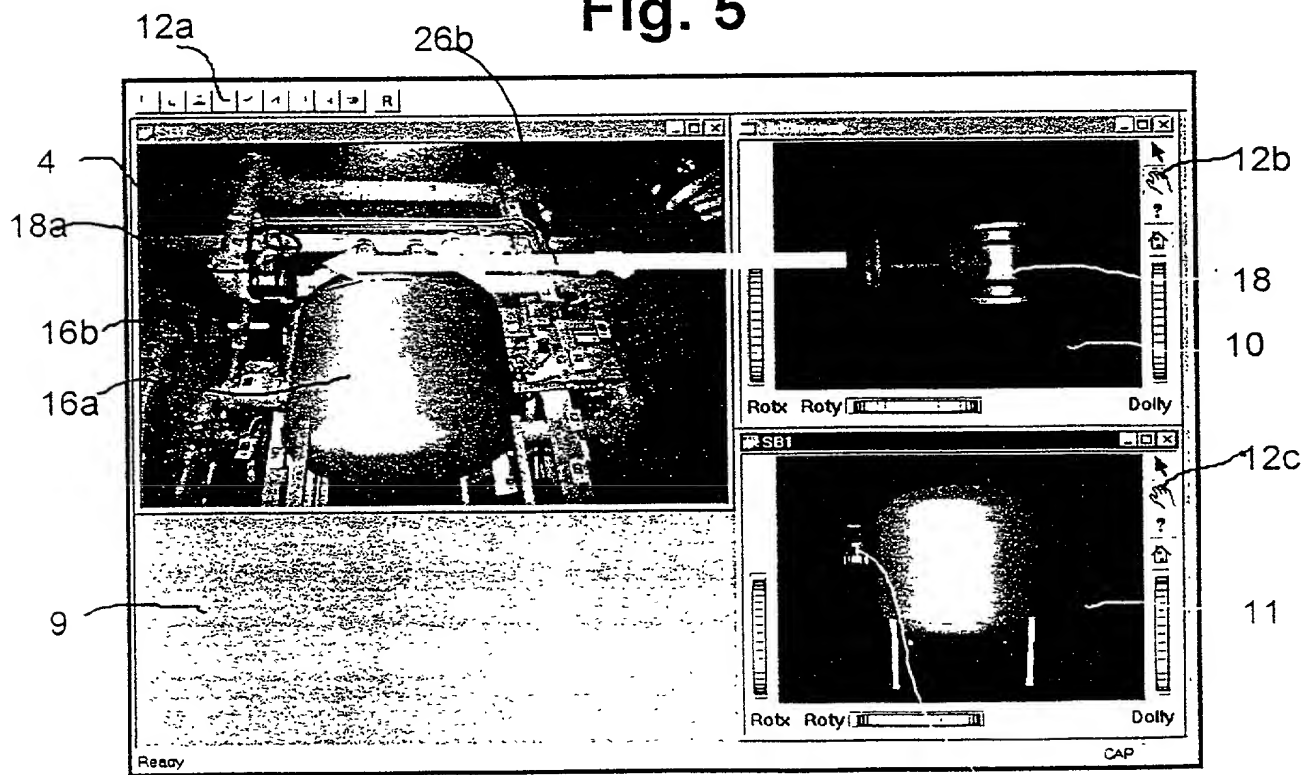 Fig. 5
12a
26b
R
4
12b
18a
?
18
16b
10
16a
Rotx Roty Dolly
SB1
12c
?
9
11
Rotx Roty Dolly
Ready CAP